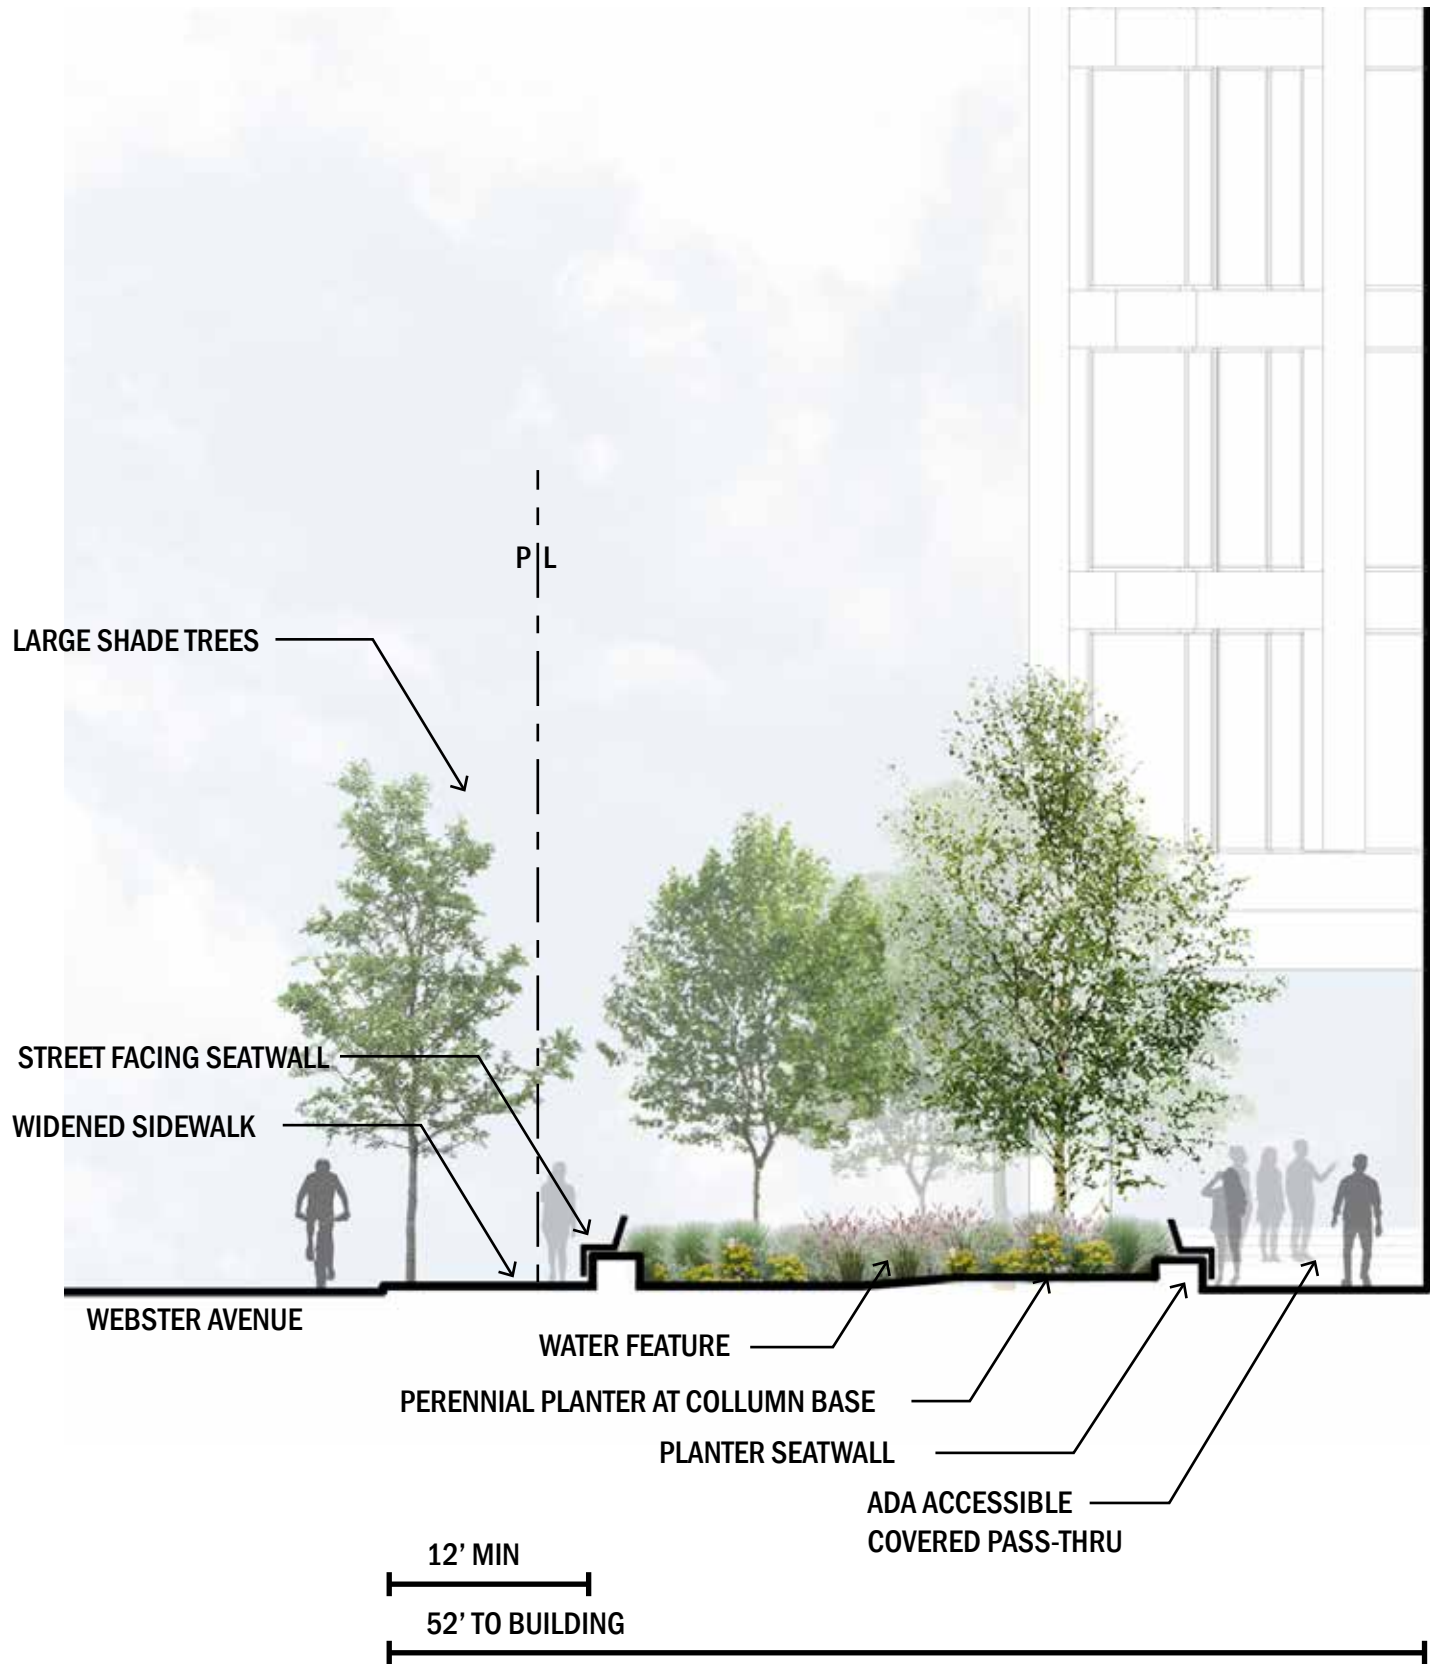 P L
LARGE SHADE TREES
STREET FACING SEATWALL
WIDENED SIDEWALK
WEBSTER AVENUE
WATER FEATURE
PERENNIAL PLANTER AT COLLUMN BASE
PLANTER SEATWALL
ADA ACCESSIBLE
COVERED PASS-THRU
12’ MIN
52’ TO BUILDING